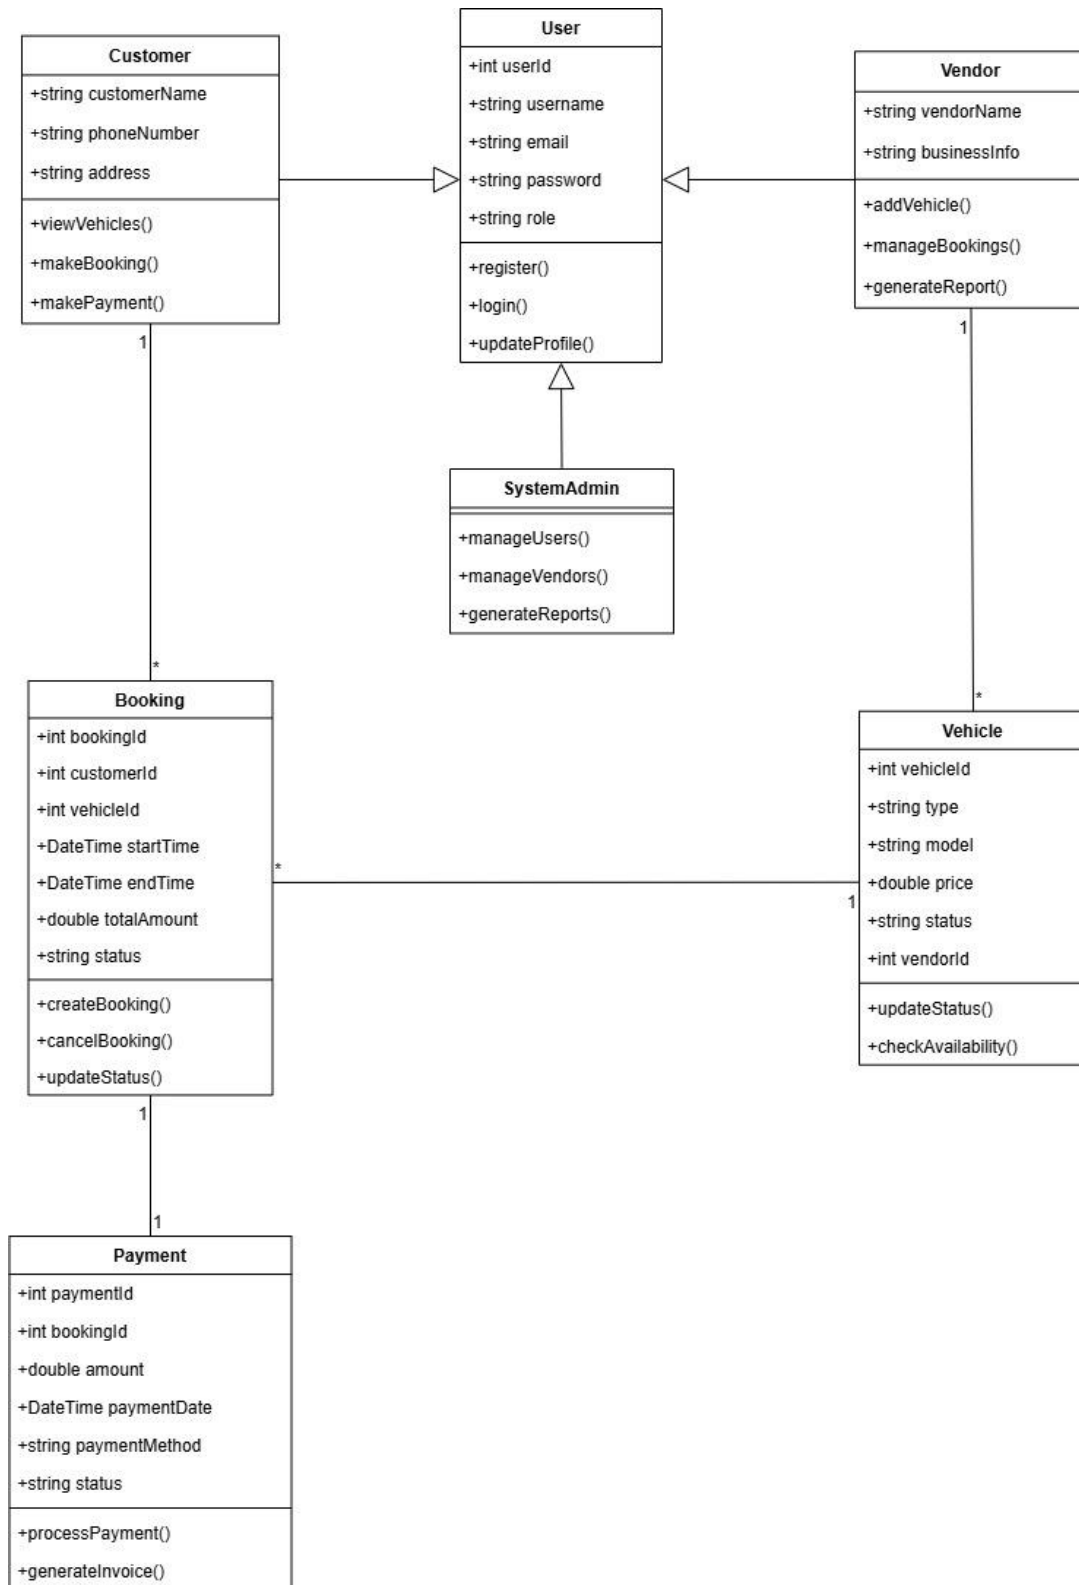 Customer
+string customerName
+string phoneNumber
+string address
+viewVehicles()
+makeBooking()
+makePayment()
User
+int userId
+string username
+string email
+string password
+string role
+register()
+login()
+updateProfile()
Vendor
+string vendorName
+string businessInfo
+addVehicle()
+manageBookings()
+generateReport()
1
1
SystemAdmin
+manageUsers()
+manageVendors()
+generateReports()
*
*
Booking
+int bookingId
+int customerId
+int vehicleId
+DateTime startTime
+DateTime endTime
+double totalAmount
+string status
+createBooking()
+cancelBooking()
+updateStatus()
*
1
Vehicle
+int vehicleId
+string type
+string model
+double price
+string status
+int vendorId
+updateStatus()
+checkAvailability()
1
1
Payment
+int paymentId
+int bookingId
+double amount
+DateTime paymentDate
+string paymentMethod
+string status
+processPayment()
+generateInvoice()